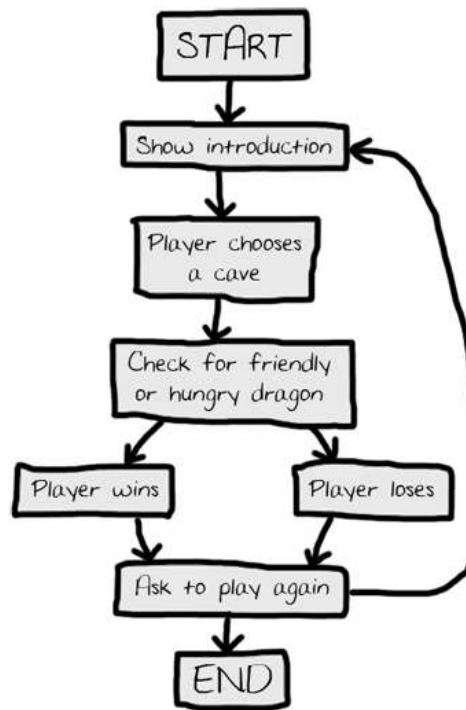 START
Show introduction
Player chooses
a cave
Check for friendly
or hungry dragon
Player wins
Player loses
Ask to play again
END